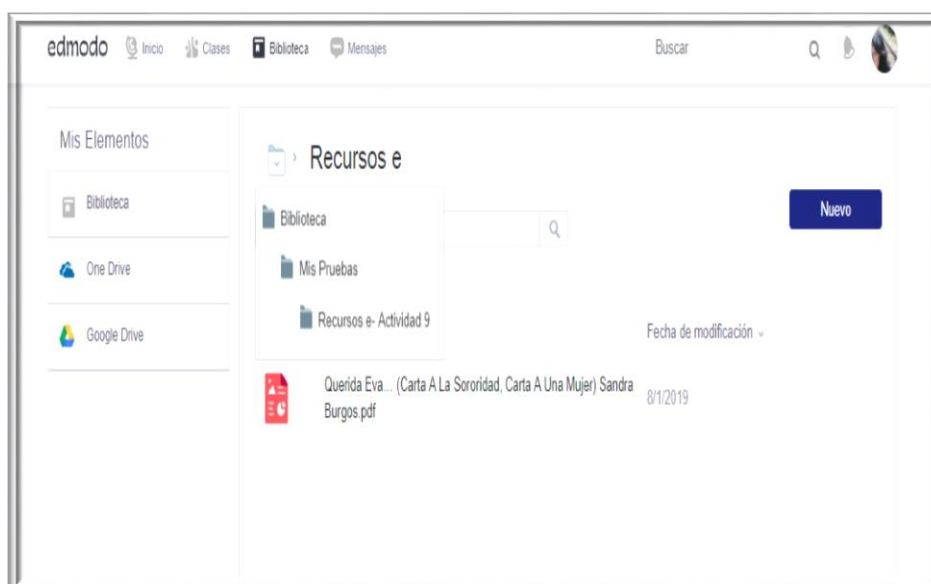 edmodo Inicio Clases Biblioteca Mensajes Buscar
Mis Elementos
Biblioteca
One Drive
Google Drive
Recursos e
Nuevo
Biblioteca
Mis Pruebas
Recursos e- Actividad 9
Fecha de modificación
Querida Eva... (Carta A La Sororidad, Carta A Una Mujer) Sandra
Burgos.pdf
8/1/2019